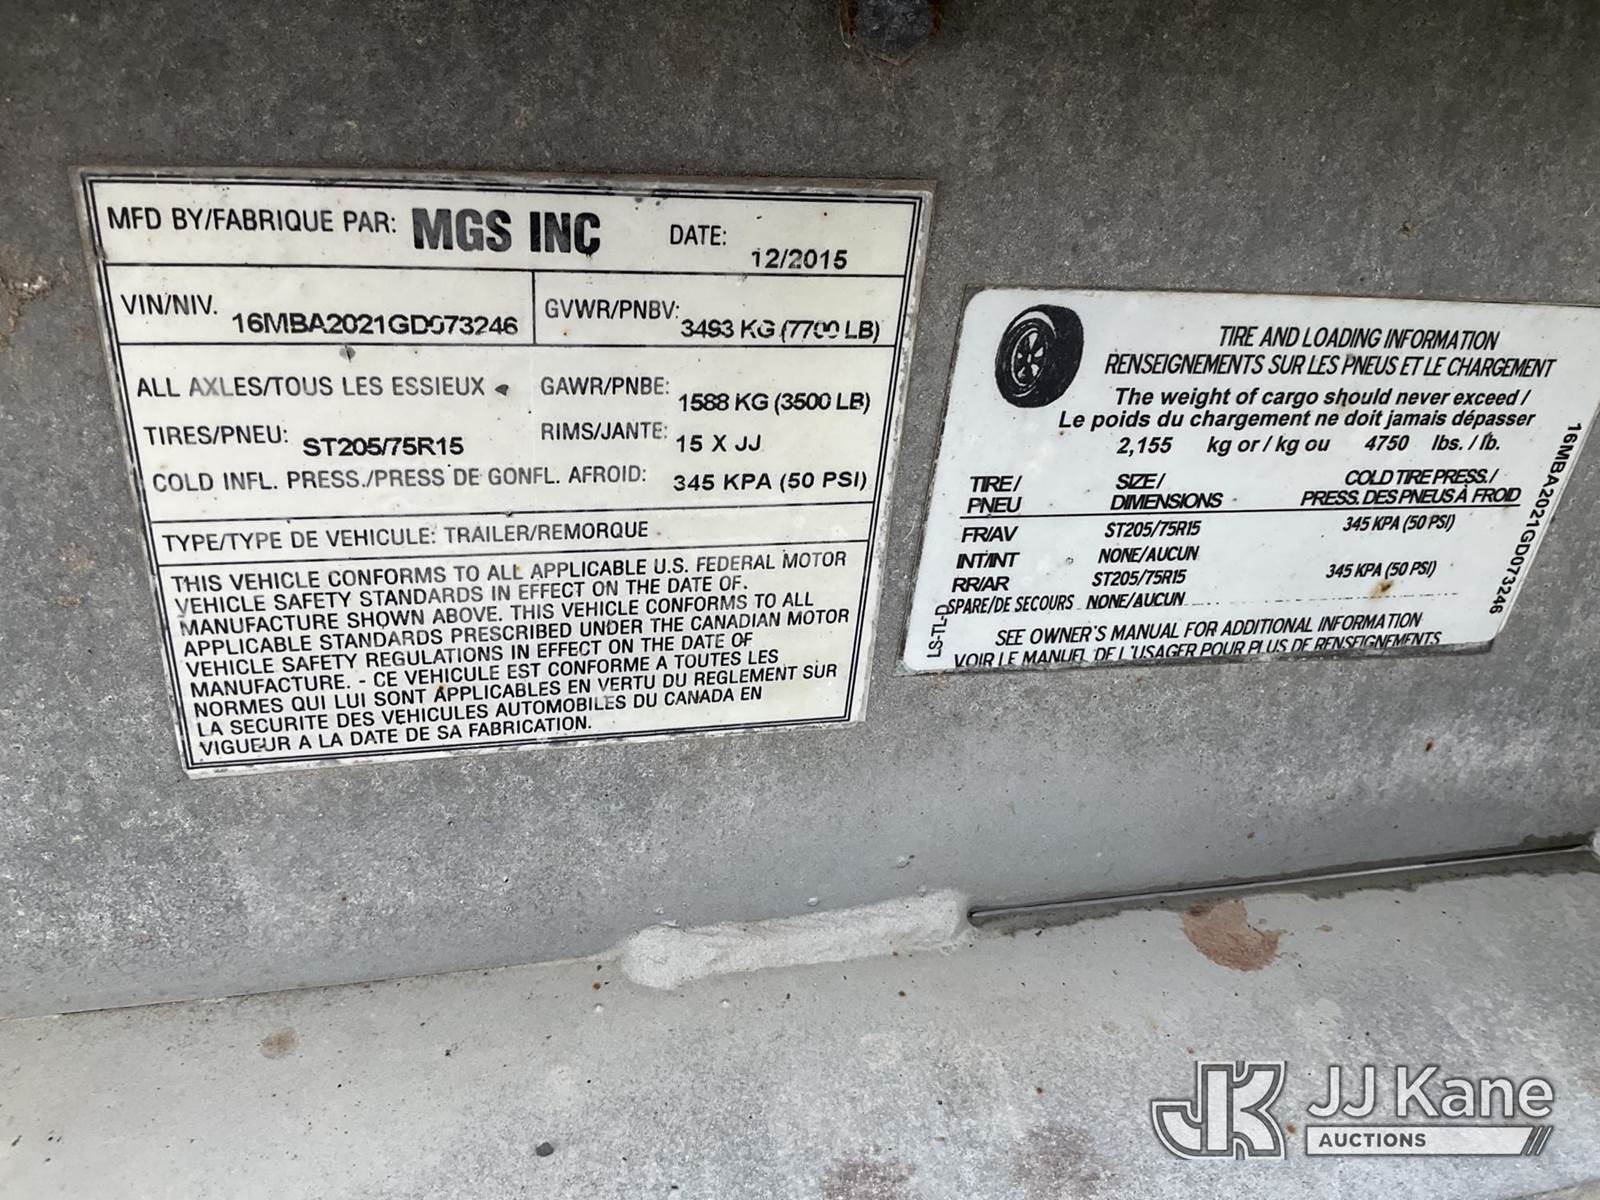 MFD BY/FABRIQUE PAR: MGS INC DATE: 12/2015
VIN/NIV. 16MBA2021GD073246 GVWR/PNBV: 3493 KG (7700 LB)
ALL AXLES/TOUS LES ESSIEUX GAWR/PNBE: 1588 KG (3500 LB)
TIRES/PNEU: ST205/75R15 RIMS/JANTE: 15 X JJ
COLD INFL. PRESS./PRESS DE GONFL. AFROID: 345 KPA (50 PSI)
TYPE/TYPE DE VEHICULE: TRAILER/REMORQUE
THIS VEHICLE CONFORMS TO ALL APPLICABLE U.S. FEDERAL MOTOR
VEHICLE SAFETY STANDARDS IN EFFECT ON THE DATE OF.
MANUFACTURE SHOWN ABOVE. THIS VEHICLE CONFORMS TO ALL
APPLICABLE STANDARDS PRESCRIBED UNDER THE CANADIAN MOTOR
VEHICLE SAFETY REGULATIONS IN EFFECT ON THE DATE OF
MANUFACTURE. - CE VEHICULE EST CONFORME A TOUTES LES
NORMES QUI LUI SONT APPLICABLES EN VERTU DU REGLEMENT SUR
LA SECURITE DES VEHICULES AUTOMOBILES DU CANADA EN
VIGUEUR A LA DATE DE SA FABRICATION.
TIRE AND LOADING INFORMATION
RENSEIGNEMENTS SUR LES PNEUS ET LE CHARGEMENT
The weight of cargo should never exceed /
Le poids du chargement ne doit jamais dépasser
2,155 kg or / kg ou 4750 lbs. / lb.
TIRE / SIZE / COLD TIRE PRESS. /
PNEU DIMENSIONS PRESS. DES PNEUS À FROID
FR/AV ST205/75R15 345 KPA (50 PSI)
INT/INT NONE/AUCUN
RR/AR ST205/75R15 345 KPA (50 PSI)
SPARE/DE SECOURS NONE/AUCUN
SEE OWNER'S MANUAL FOR ADDITIONAL INFORMATION
VOIR LE MANUEL DE L'USAGER POUR PLUS DE RENSEIGNEMENTS
LS-TL-D
16MBA2021GD073246
JK JJ Kane
AUCTIONS